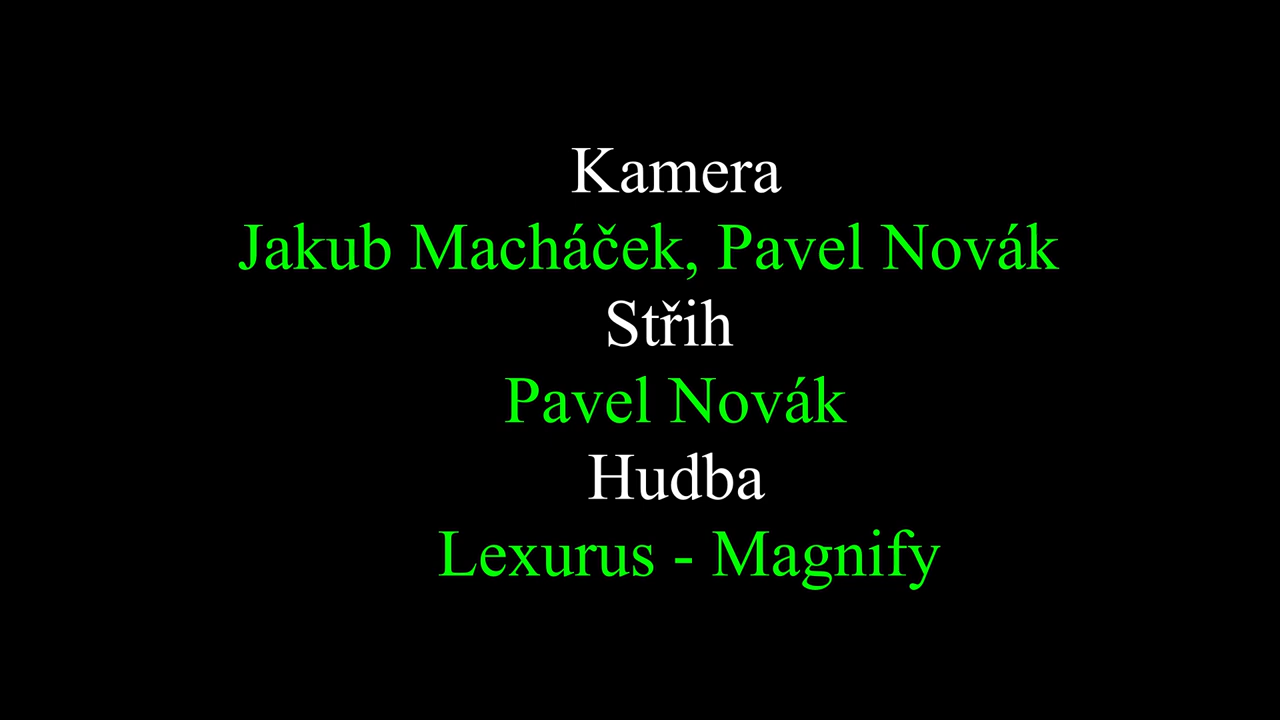 Kamera
Jakub Macháček, Pavel Novák
Střih
Pavel Novák
Hudba
Lexurus - Magnify